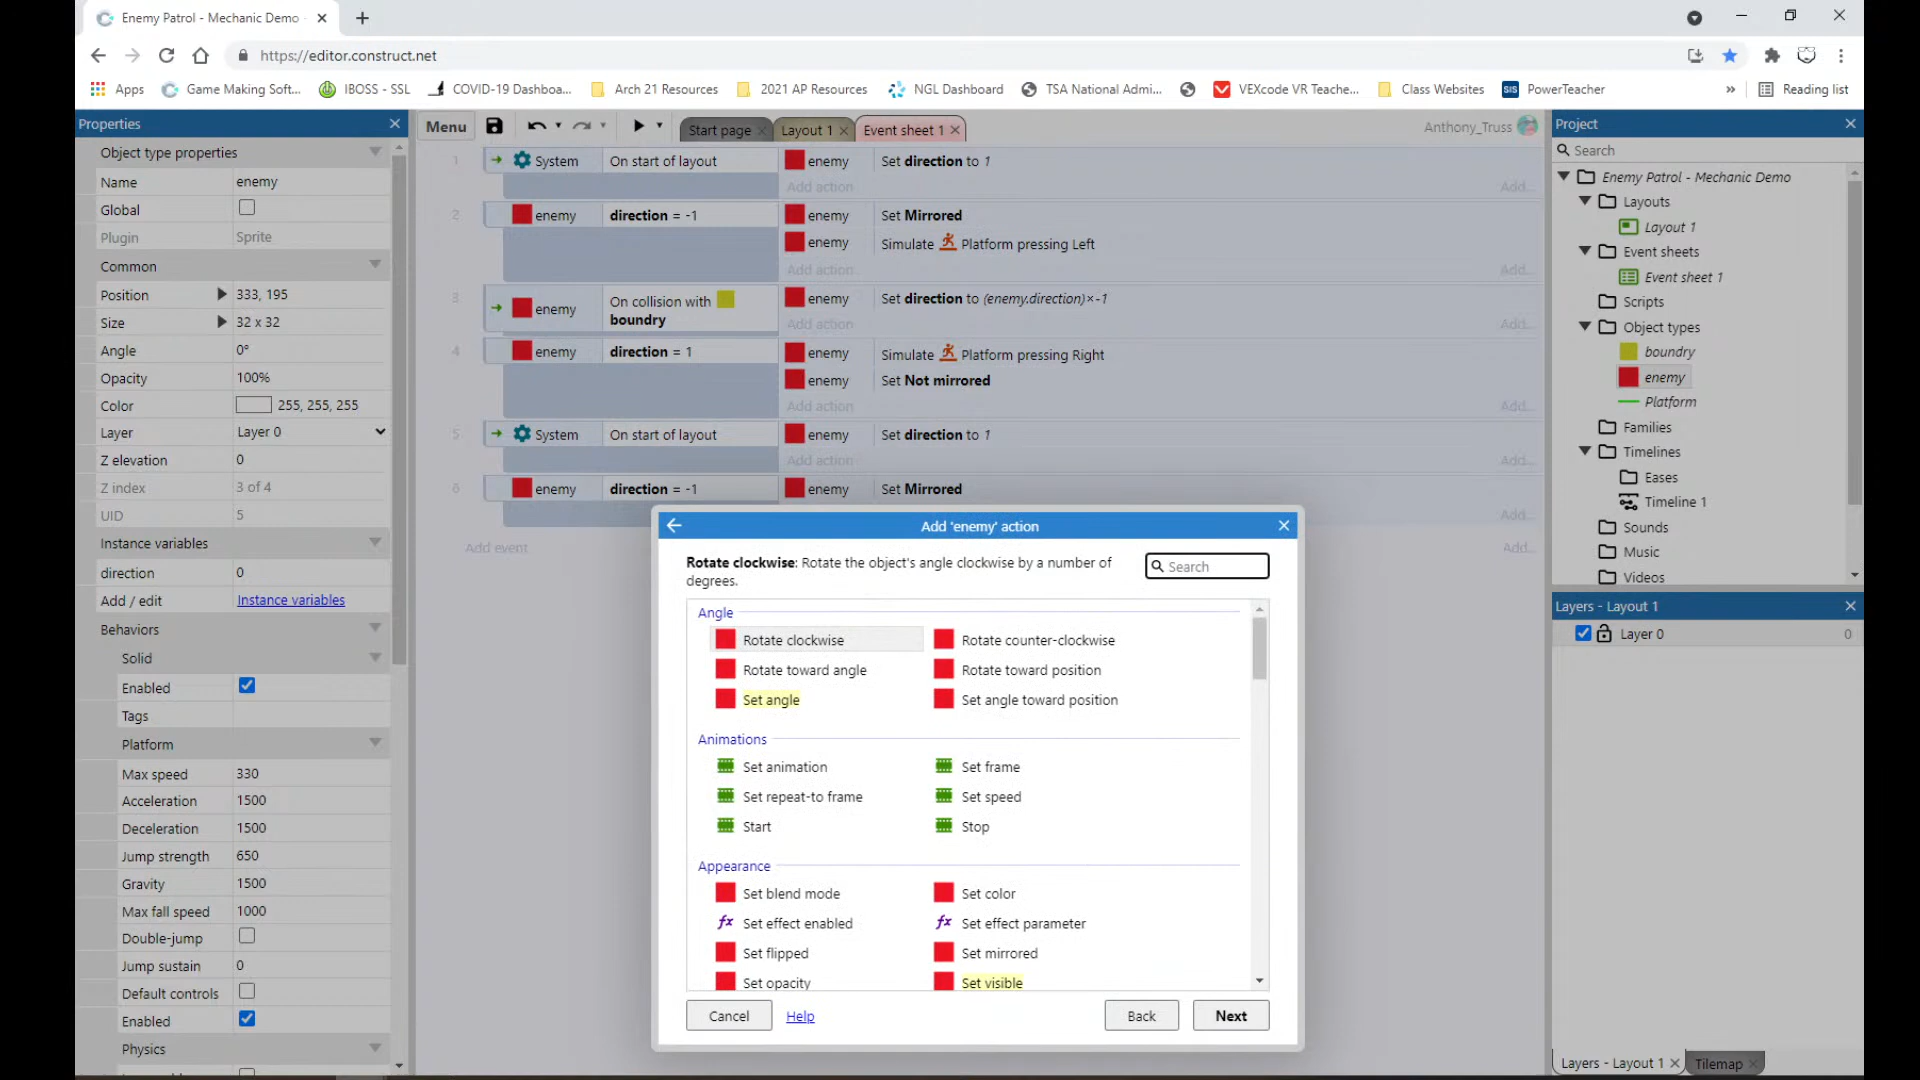 Enemy Patrol - Mechanic Demo
https://editor.construct.net
Apps
Game Making Soft...
IBOSS - SSL
COVID-19 Dashboa...
Arch 21 Resources
2021 AP Resources
NGL Dashboard
TSA National Admi...
VEXcode VR Teache...
Class Websites
SIS PowerTeacher
»
Reading list
Properties
Object type properties
Name enemy
Global
Plugin Sprite
Common
Position 333, 195
Size 32 x 32
Angle 0°
Opacity 100%
Color 255, 255, 255
Layer Layer 0
Z elevation 0
Z index 3 of 4
UID 5
Instance variables
direction 0
Add / edit Instance variables
Behaviors
Solid
Enabled
Tags
Platform
Max speed 330
Acceleration 1500
Deceleration 1500
Jump strength 650
Gravity 1500
Max fall speed 1000
Double-jump
Jump sustain 0
Default controls
Enabled
Physics
Menu
Start page
Layout 1
Event sheet 1
Anthony_Truss
1 System On start of layout enemy Set direction to 1
Add action Add...
2 enemy direction = -1 enemy Set Mirrored
enemy Simulate Platform pressing Left
Add action Add...
3 enemy On collision with boundry enemy Set direction to (enemy.direction)×-1
Add action Add...
4 enemy direction = 1 enemy Simulate Platform pressing Right
enemy Set Not mirrored
Add action Add...
5 System On start of layout enemy Set direction to 1
Add action Add...
6 enemy direction = -1 enemy Set Mirrored
Add...
Add event Add...
Add 'enemy' action
Rotate clockwise: Rotate the object's angle clockwise by a number of
degrees.
Search
Angle
Rotate clockwise Rotate counter-clockwise
Rotate toward angle Rotate toward position
Set angle Set angle toward position
Animations
Set animation Set frame
Set repeat-to frame Set speed
Start Stop
Appearance
Set blend mode Set color
fx Set effect enabled fx Set effect parameter
Set flipped Set mirrored
Set opacity Set visible
Cancel Help Back Next
Project
Search
Enemy Patrol - Mechanic Demo
Layouts
Layout 1
Event sheets
Event sheet 1
Scripts
Object types
boundry
enemy
Platform
Families
Timelines
Eases
Timeline 1
Sounds
Music
Videos
Layers - Layout 1
Layer 0 0
Layers - Layout 1
Tilemap